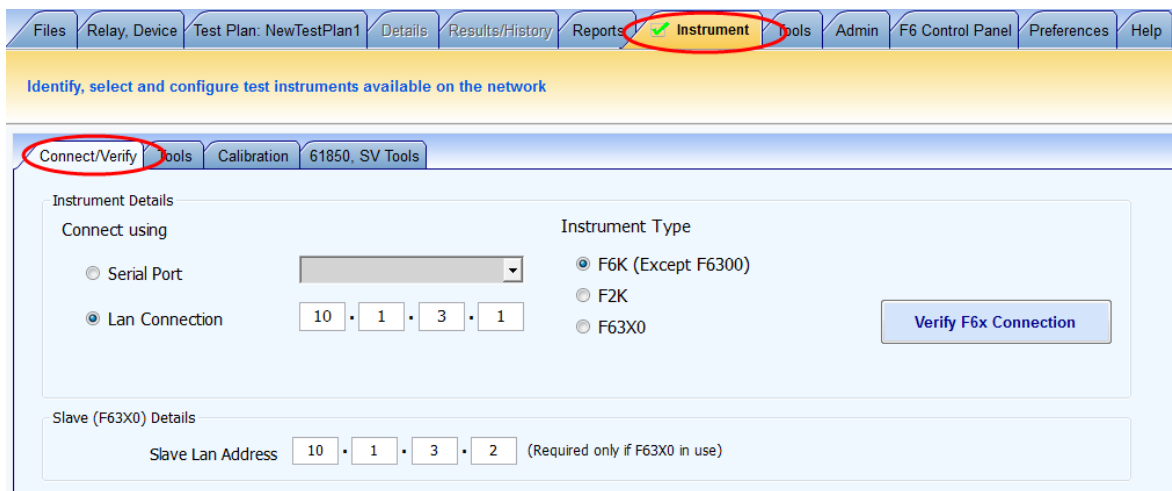 Files Relay, Device Test Plan: NewTestPlan1 Details Results/History Reports Instrument Tools Admin F6 Control Panel Preferences Help
Identify, select and configure test instruments available on the network
Connect/Verify Tools Calibration 61850, SV Tools
Instrument Details
Connect using
Serial Port
Lan Connection 10 . 1 . 3 . 1
Instrument Type
F6K (Except F6300)
F2K
F63X0
Verify F6x Connection
Slave (F63X0) Details
Slave Lan Address 10 . 1 . 3 . 2 (Required only if F63X0 in use)